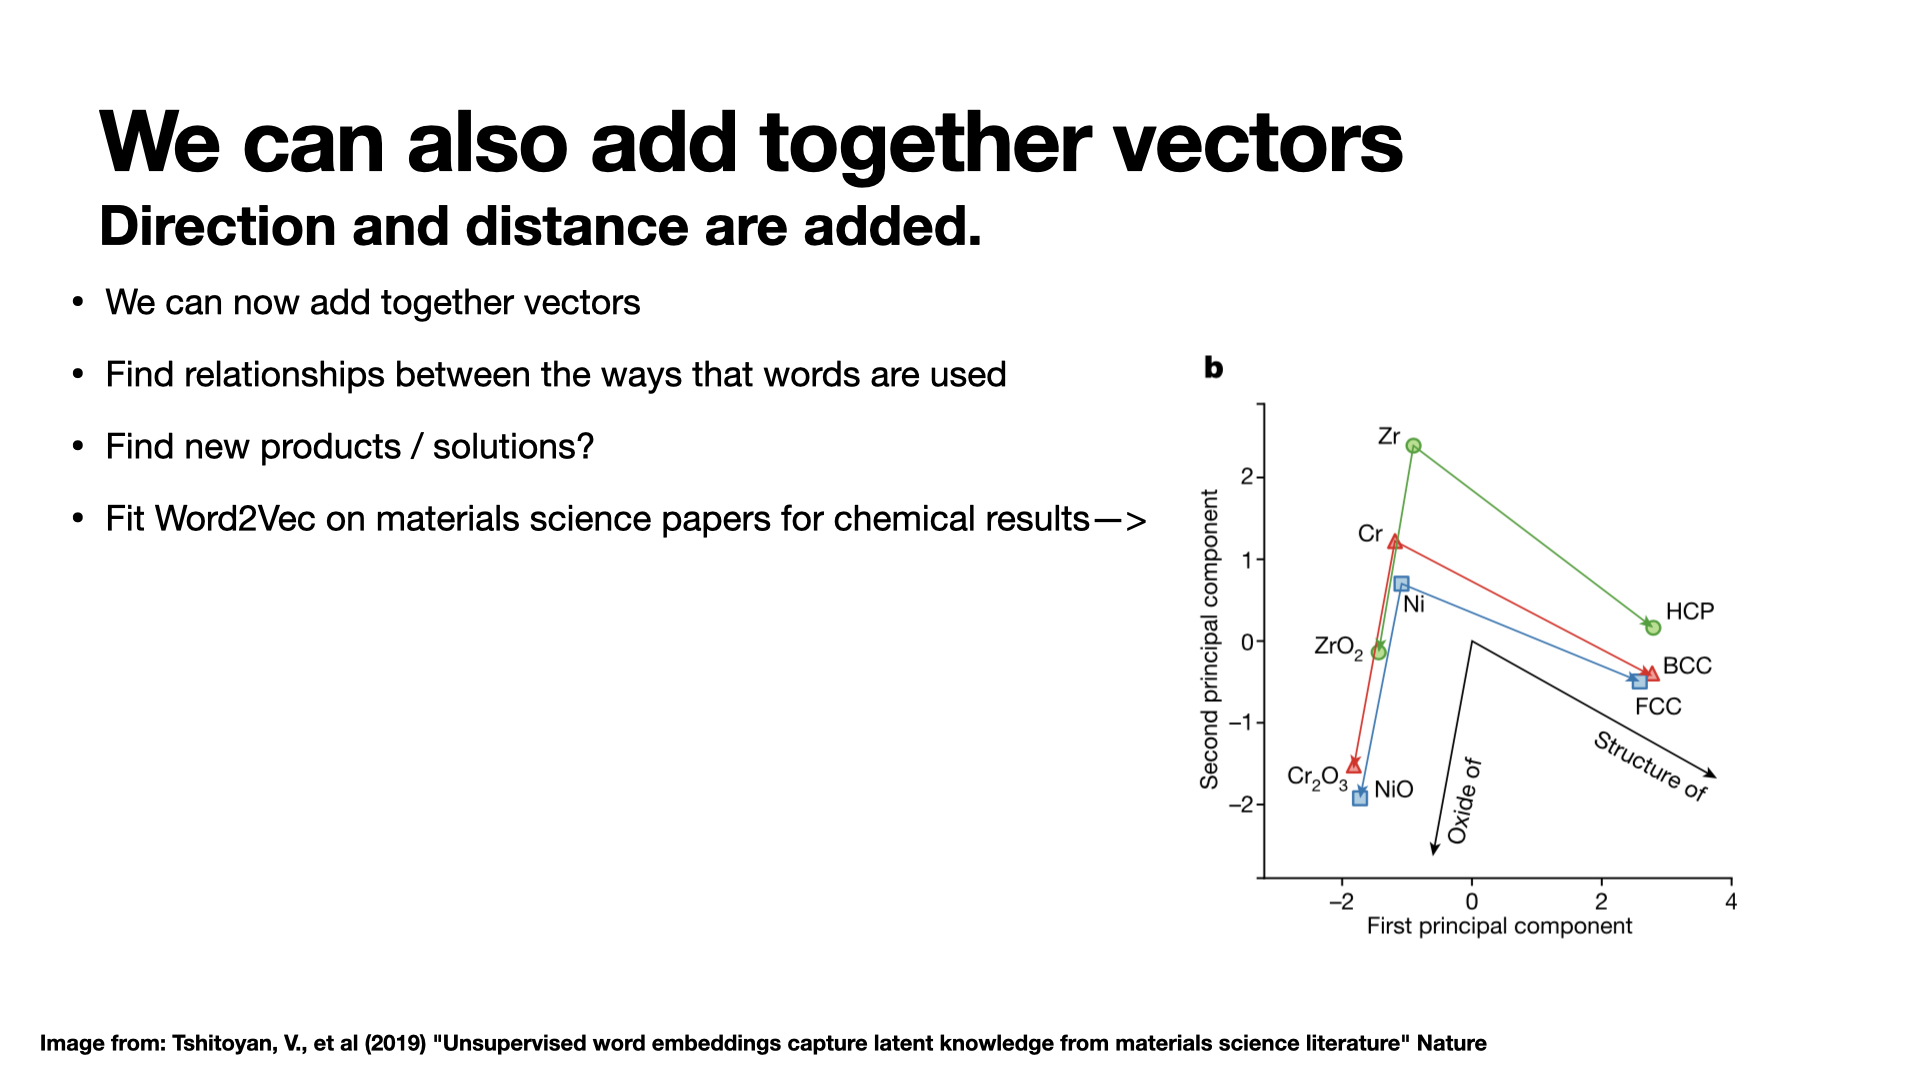 We can also add together vectors
Direction and distance are added.
• We can now add together vectors
• Find relationships between the ways that words are used
• Find new products / solutions?
• Fit Word2Vec on materials science papers for chemical results—>
b
Second principal component
2
1
0
−1
−2
Zr
Cr
Ni
ZrO₂
Cr₂O₃
NiO
HCP
BCC
FCC
Oxide of
Structure of
−2
0
2
4
First principal component
Image from: Tshitoyan, V., et al (2019) "Unsupervised word embeddings capture latent knowledge from materials science literature" Nature